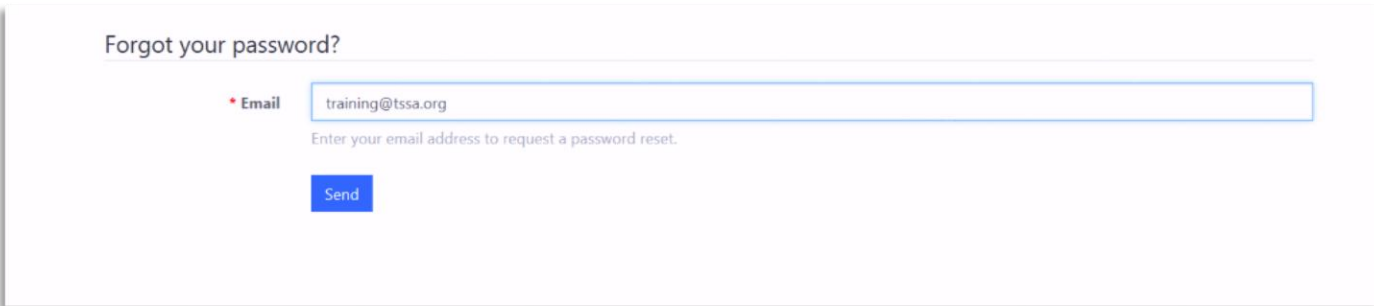 Forgot your password?
* Email training@tssa.org
Enter your email address to request a password reset.
Send